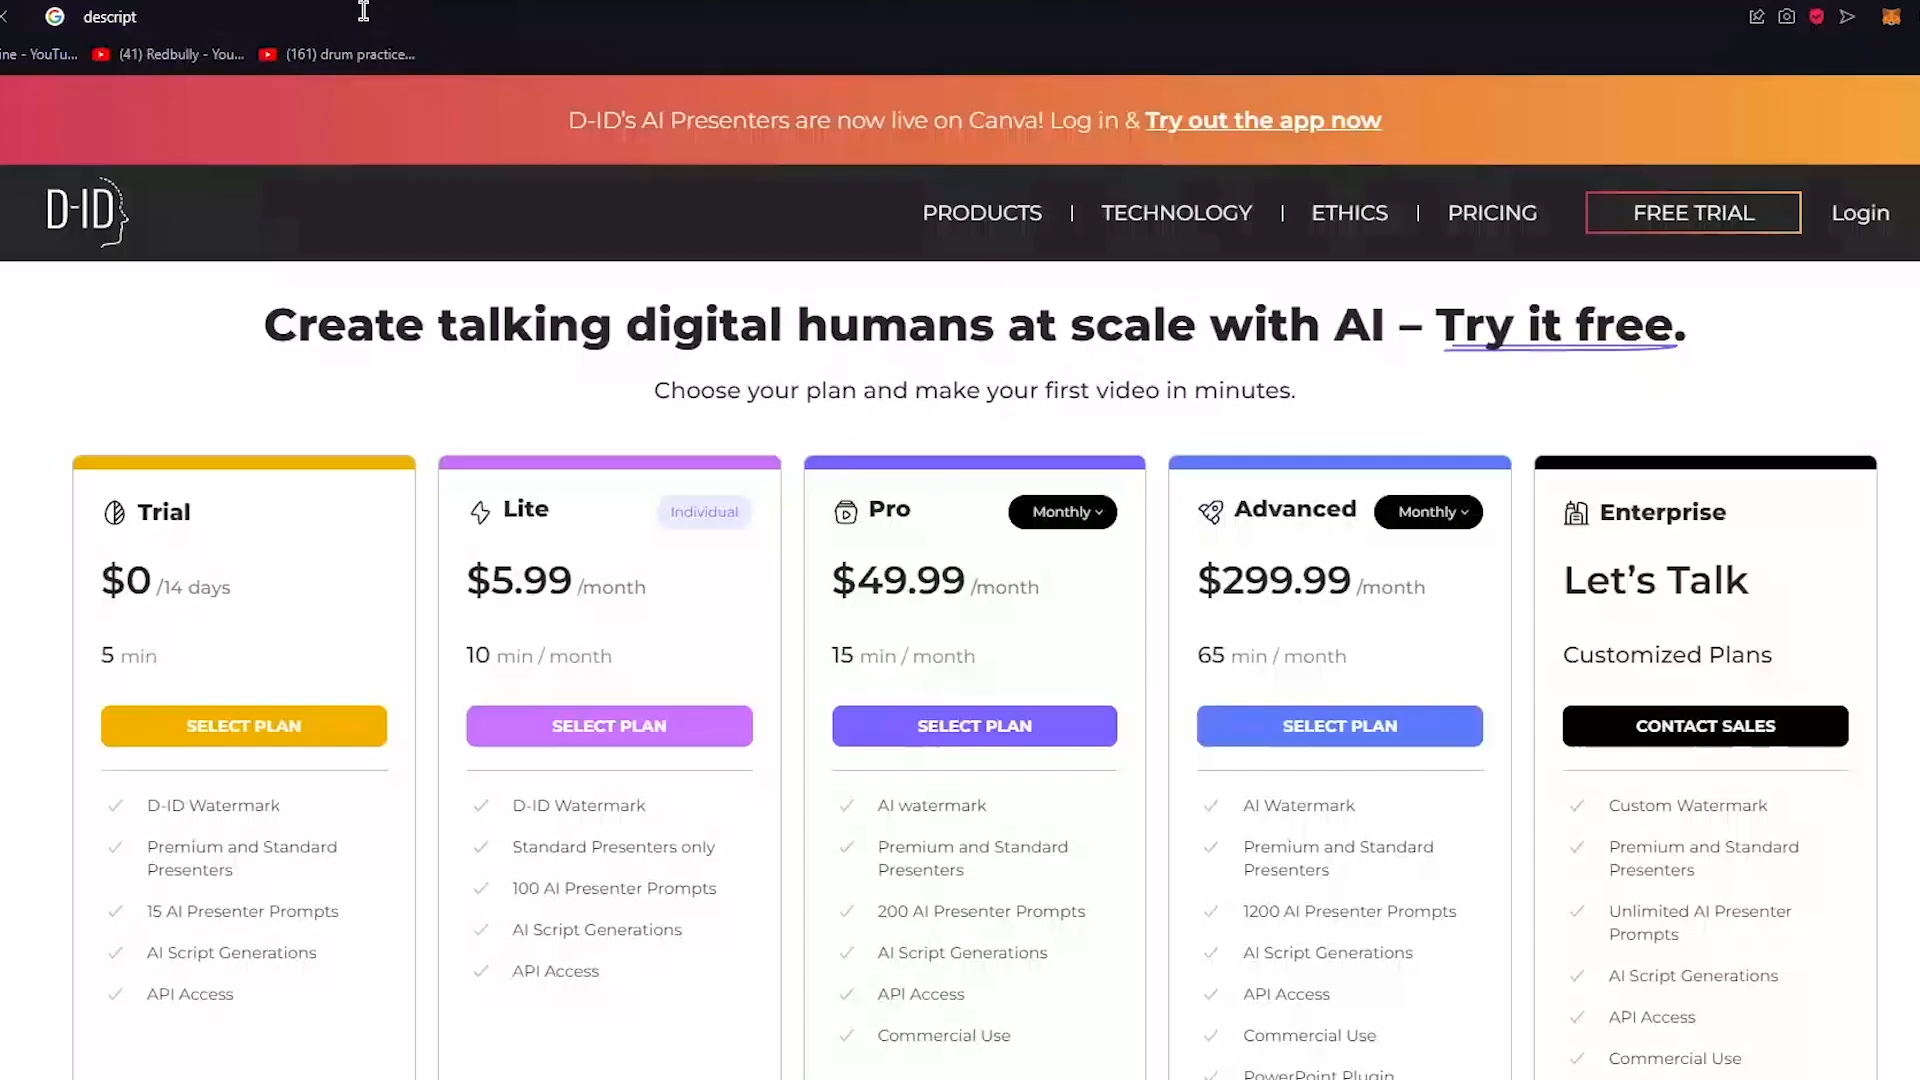 descript
ine - YouTu...
(41) Redbully - You...
(161) drum practice...
D-ID's AI Presenters are now live on Canva! Log in & Try out the app now
D-ID
PRODUCTS | TECHNOLOGY | ETHICS | PRICING
FREE TRIAL
Login
Create talking digital humans at scale with AI – Try it free.
Choose your plan and make your first video in minutes.
Trial
$0 /14 days
5 min
SELECT PLAN
D-ID Watermark
Premium and Standard
Presenters
15 AI Presenter Prompts
AI Script Generations
API Access
Lite
Individual
$5.99 /month
10 min / month
SELECT PLAN
D-ID Watermark
Standard Presenters only
100 AI Presenter Prompts
AI Script Generations
API Access
Pro
Monthly
$49.99 /month
15 min / month
SELECT PLAN
AI watermark
Premium and Standard
Presenters
200 AI Presenter Prompts
AI Script Generations
API Access
Commercial Use
Advanced
Monthly
$299.99 /month
65 min / month
SELECT PLAN
AI Watermark
Premium and Standard
Presenters
1200 AI Presenter Prompts
AI Script Generations
API Access
Commercial Use
PowerPoint Plugin
Enterprise
Let's Talk
Customized Plans
CONTACT SALES
Custom Watermark
Premium and Standard
Presenters
Unlimited AI Presenter
Prompts
AI Script Generations
API Access
Commercial Use